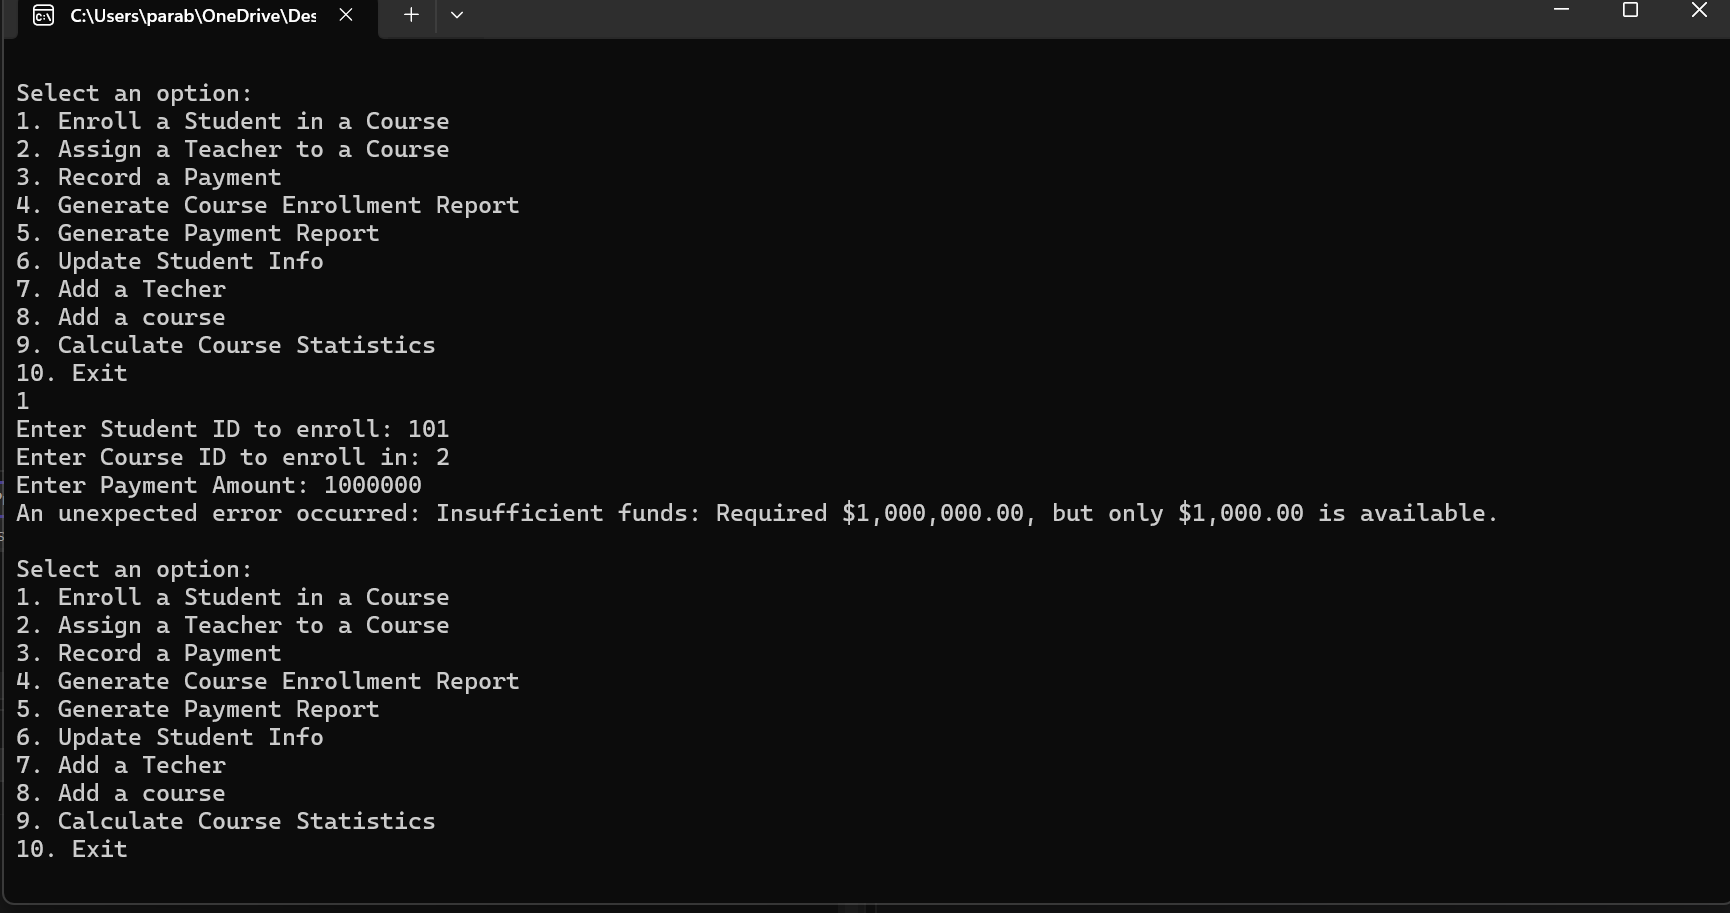 C:\Users\parab\OneDrive\Des
Select an option:
1. Enroll a Student in a Course
2. Assign a Teacher to a Course
3. Record a Payment
4. Generate Course Enrollment Report
5. Generate Payment Report
6. Update Student Info
7. Add a Techer
8. Add a course
9. Calculate Course Statistics
10. Exit
1
Enter Student ID to enroll: 101
Enter Course ID to enroll in: 2
Enter Payment Amount: 1000000
An unexpected error occurred: Insufficient funds: Required $1,000,000.00, but only $1,000.00 is available.
Select an option:
1. Enroll a Student in a Course
2. Assign a Teacher to a Course
3. Record a Payment
4. Generate Course Enrollment Report
5. Generate Payment Report
6. Update Student Info
7. Add a Techer
8. Add a course
9. Calculate Course Statistics
10. Exit